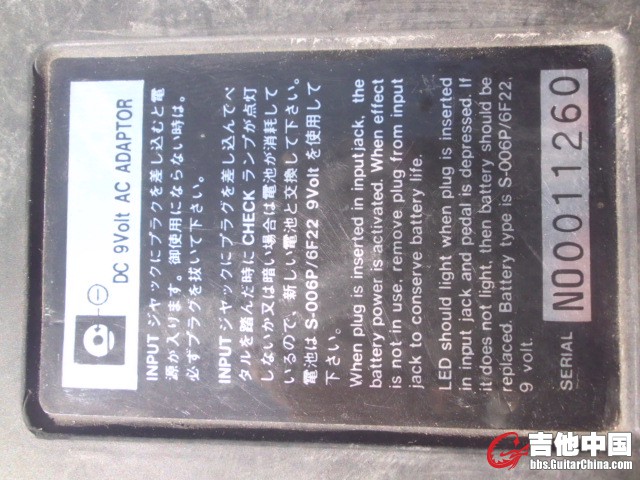 DC 9Volt AC ADAPTOR
INPUT ジャックにプラグを差し込むと電
源が入ります。御使用にならない時は。
必ずプラグを抜いて下さい。
INPUT ジャックにプラグを差し込んでペ
タルを踏んだ時に CHECK ランプが点灯
しないか又は暗い場合は電池が消耗して
いるので、新しい電池と交換して下さい。
電池は S-006P/6F22 9Volt を使用して
下さい。
When plug is inserted in inputjack, the
battery power is activated. When effect
is not in use, remove plug from input
jack to conserve battery life.
LED should light when plug is inserted
in input jack and pedal is depressed. If
it does not light, then battery should be
replaced. Battery type is S-006P/6F22,
9 volt.
SERIAL NO0011260
吉他中国
bbs.GuitarChina.com